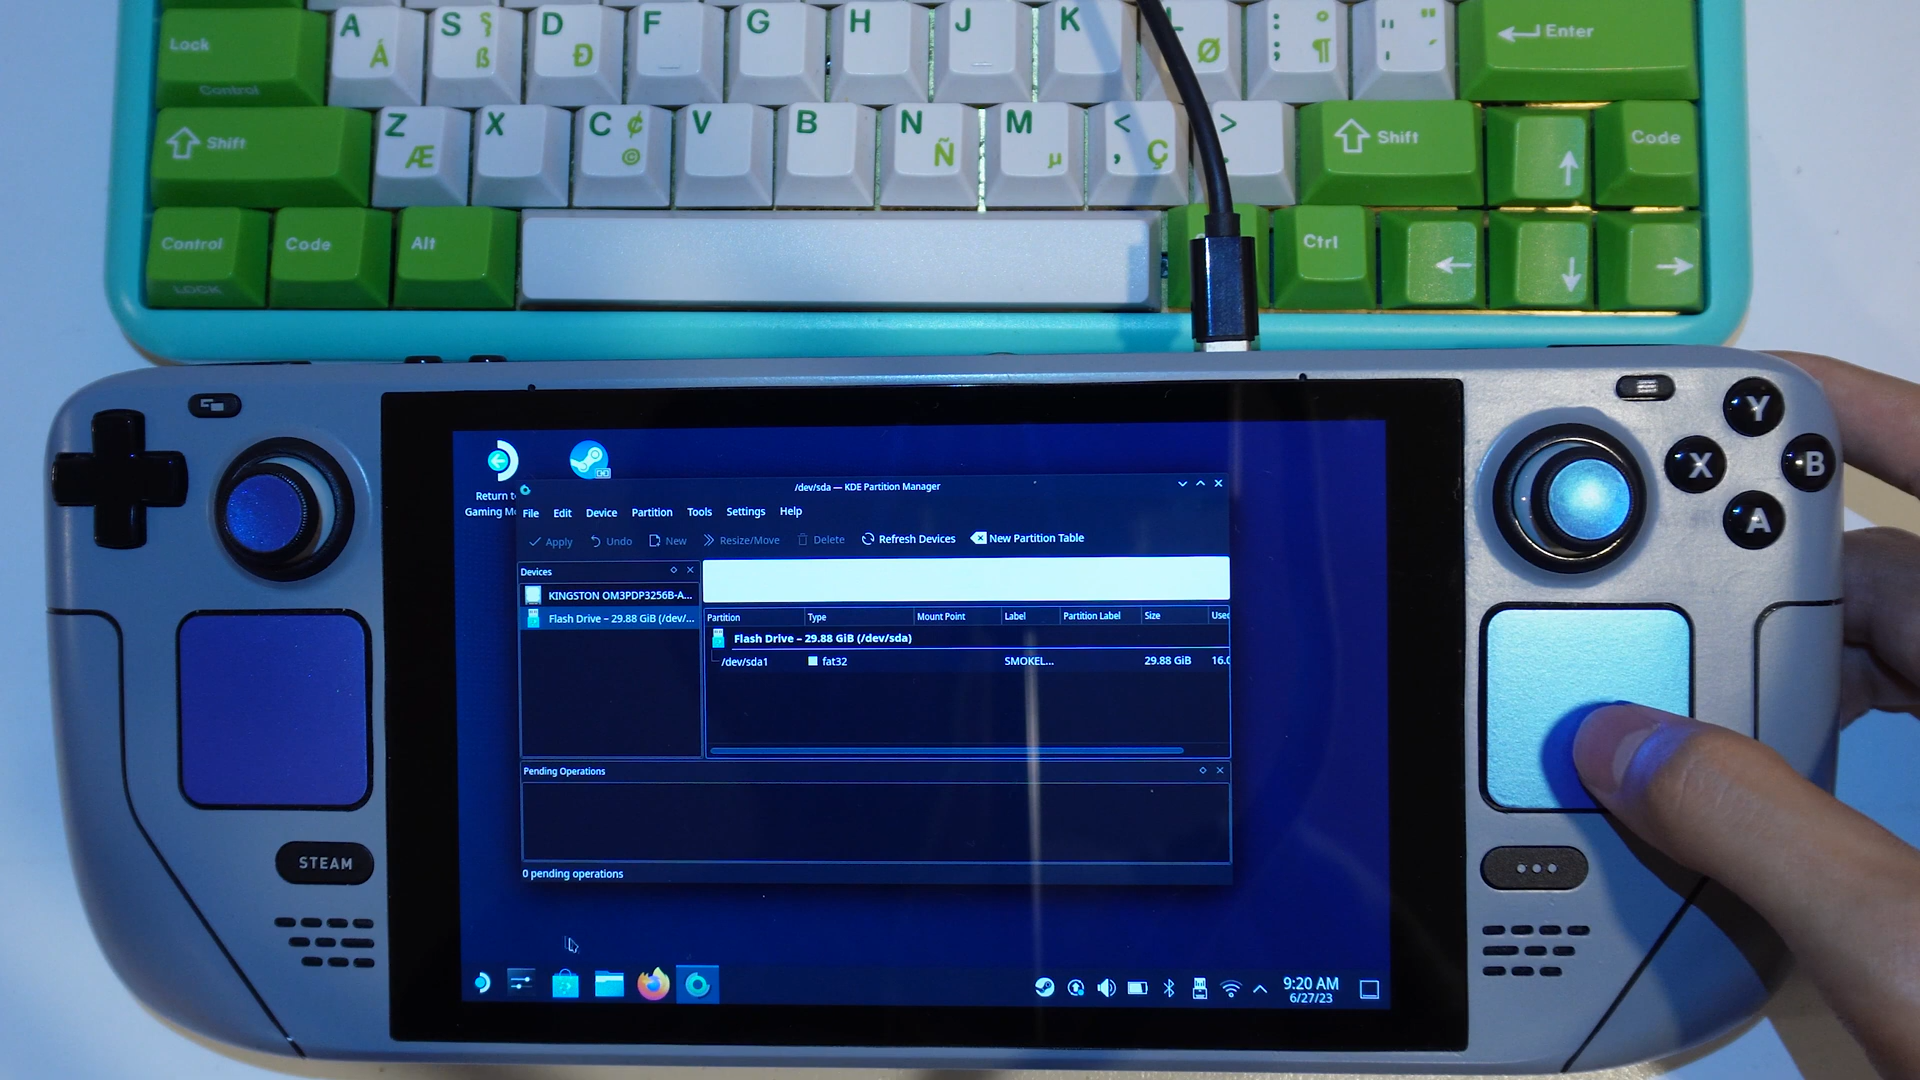 A Á S § ß D Đ F G H J K L Ø : ; ° ¶ " ' " ´ Enter
Lock
Control
Shift Z Æ X C ¢ © V B N Ñ M µ < , Ç > . Shift Code
Control Code Alt Ctrl
LOCK
Y
X B
A
Return to
Gaming Mo
/dev/sda — KDE Partition Manager
File Edit Device Partition Tools Settings Help
Apply Undo New Resize/Move Delete Refresh Devices New Partition Table
Devices
KINGSTON OM3PDP3256B-A...
Flash Drive – 29.88 GiB (/dev/...
Partition Type Mount Point Label Partition Label Size Used
Flash Drive – 29.88 GiB (/dev/sda)
/dev/sda1 fat32 SMOKEL... 29.88 GiB 16.0
Pending Operations
0 pending operations
STEAM
9:20 AM
6/27/23